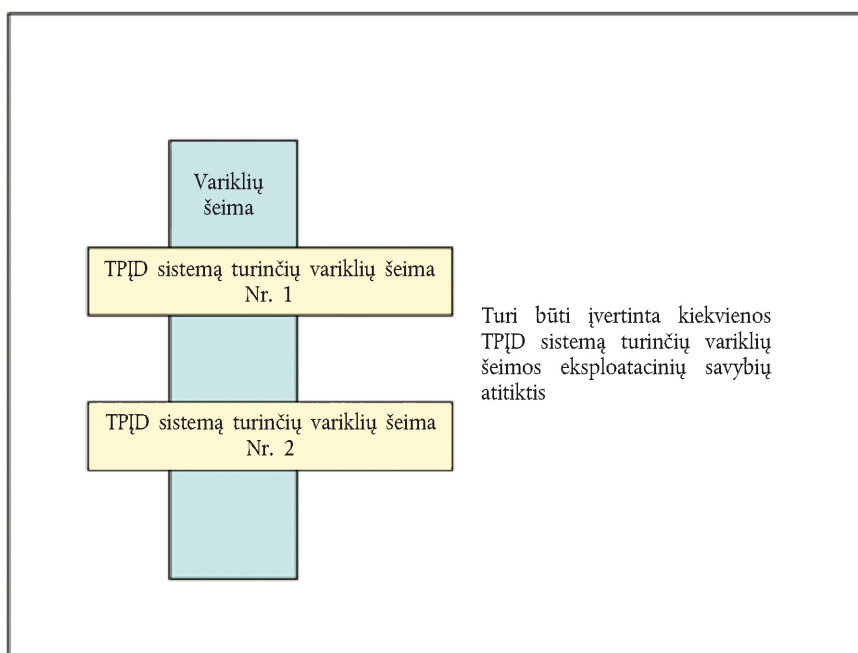 Variklių
šeima
TPĮD sistemą turinčių variklių šeima
Nr. 1
Turi būti įvertinta kiekvienos
TPĮD sistemą turinčių variklių
šeimos eksploatacinių savybių
atitiktis
TPĮD sistemą turinčių variklių šeima
Nr. 2